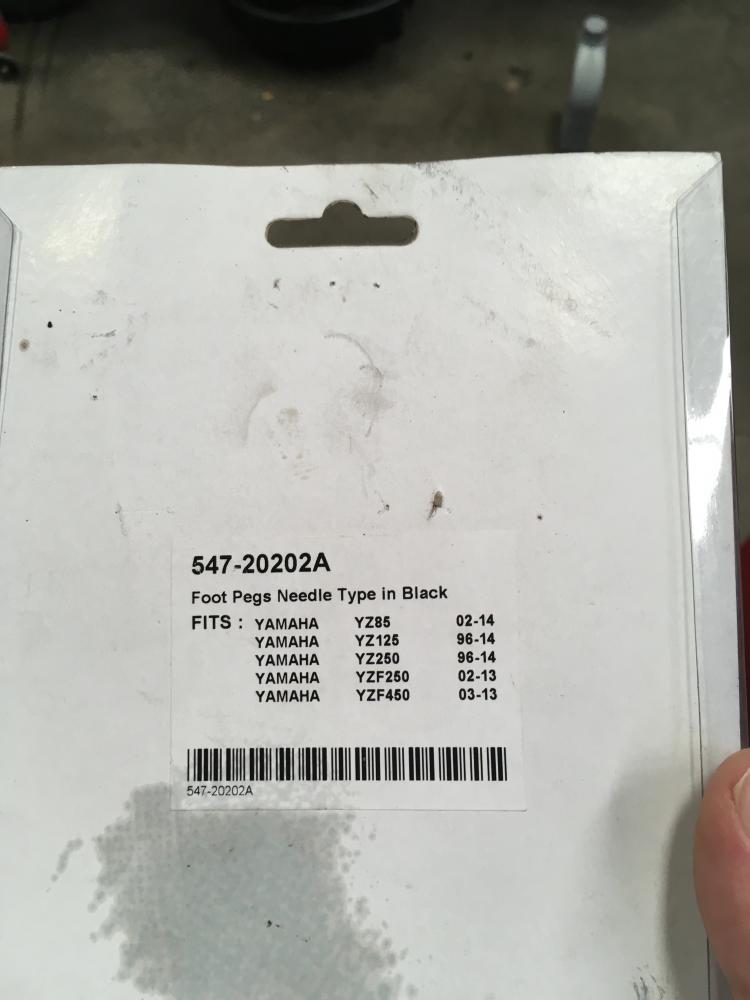 547-20202A
Foot Pegs Needle Type in Black
FITS : YAMAHA YZ85 02-14
YAMAHA YZ125 96-14
YAMAHA YZ250 96-14
YAMAHA YZF250 02-13
YAMAHA YZF450 03-13
547-20202A